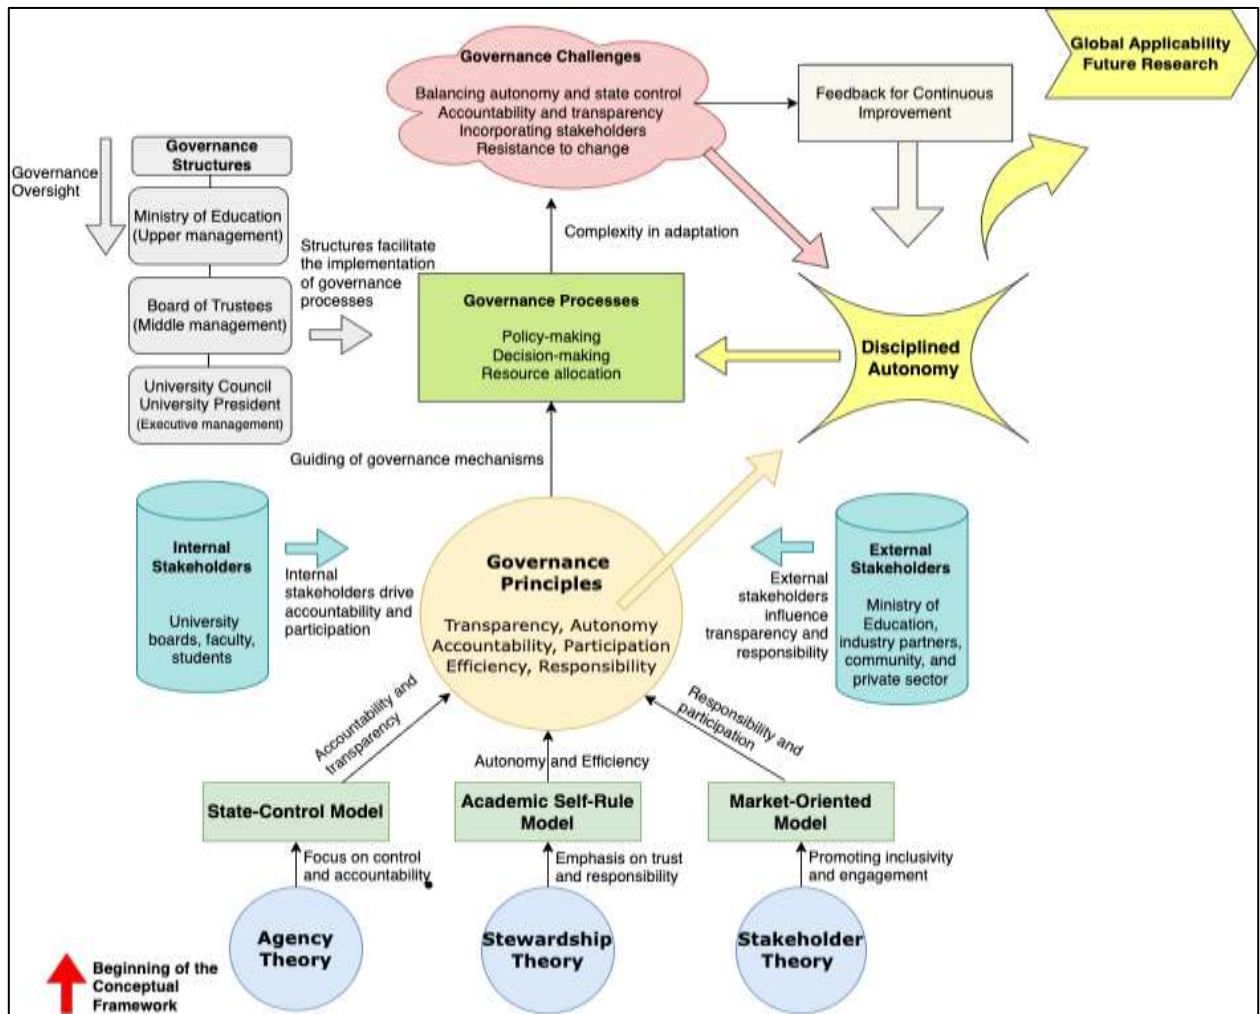 Governance Challenges
Balancing autonomy and state control
Accountability and transparency
Incorporating stakeholders
Resistance to change
Feedback for Continuous
Improvement
Global Applicability
Future Research
Governance
Oversight
Governance
Structures
Ministry of Education
(Upper management)
Board of Trustees
(Middle management)
University Council
University President
(Executive management)
Structures facilitate
the implementation
of governance
processes
Complexity in adaptation
Governance Processes
Policy-making
Decision-making
Resource allocation
Disciplined
Autonomy
Guiding of governance mechanisms
Internal
Stakeholders
University
boards, faculty,
students
Internal
stakeholders drive
accountability and
participation
Governance
Principles
Transparency, Autonomy
Accountability, Participation
Efficiency, Responsibility
External
stakeholders
influence
transparency and
responsibility
External
Stakeholders
Ministry of
Education,
industry partners,
community, and
private sector
Accountability and
transparency
Autonomy and Efficiency
Responsibility and
participation
State-Control Model
Academic Self-Rule
Model
Market-Oriented
Model
Focus on control
and accountability
Emphasis on trust
and responsibility
Promoting inclusivity
and engagement
Agency
Theory
Stewardship
Theory
Stakeholder
Theory
Beginning of the
Conceptual
Framework